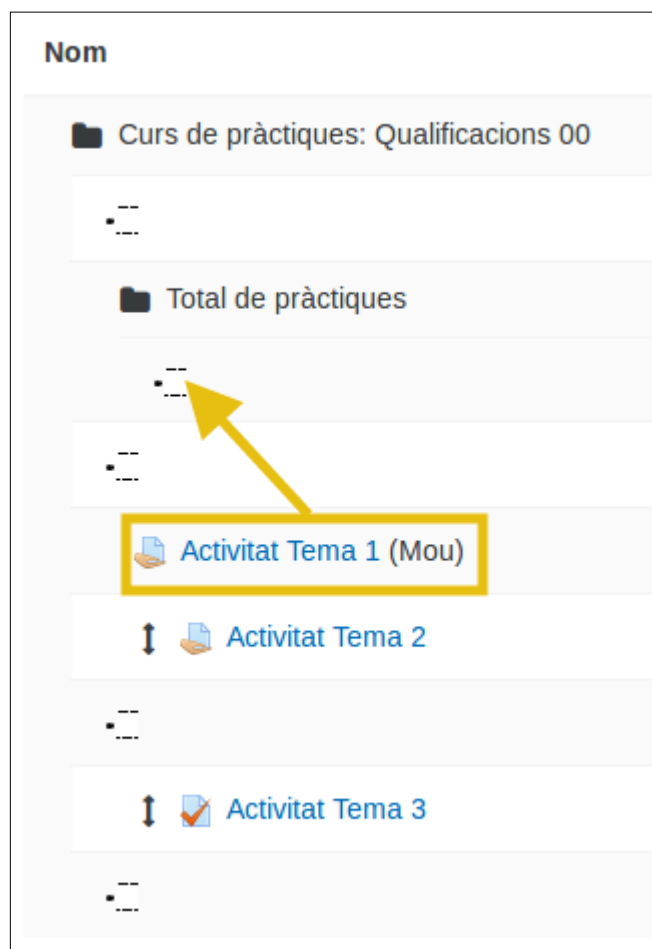 Nom
Curs de pràctiques: Qualificacions 00
Total de pràctiques
Activitat Tema 1 (Mou)
Activitat Tema 2
Activitat Tema 3